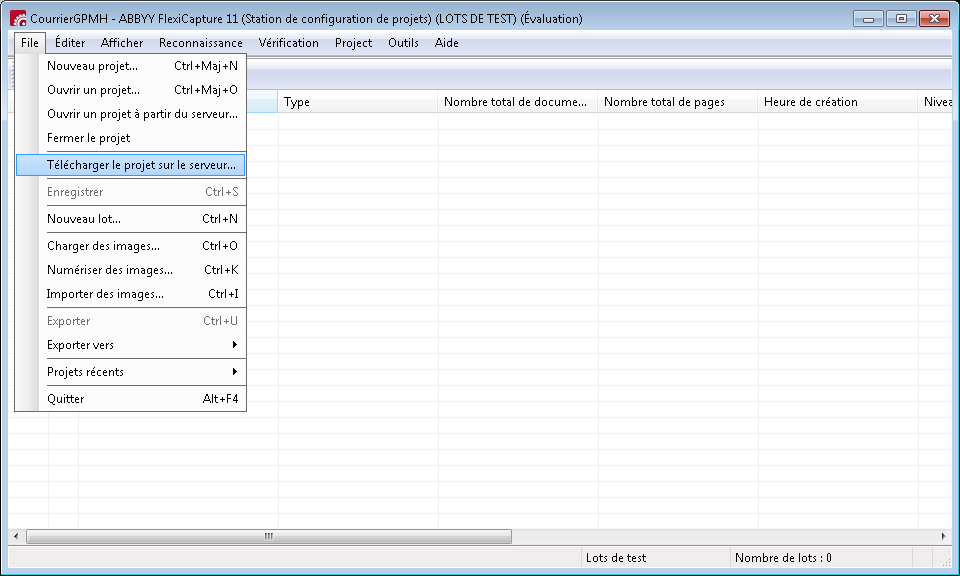 CourrierGPMH - ABBYY FlexiCapture 11 (Station de configuration de projets) (LOTS DE TEST) (Évaluation)
File Éditer Afficher Reconnaissance Vérification Project Outils Aide
Nouveau projet... Ctrl+Maj+N
Ouvrir un projet... Ctrl+Maj+O
Type Nombre total de docume... Nombre total de pages Heure de création Nivea
Ouvrir un projet à partir du serveur...
Fermer le projet
Télécharger le projet sur le serveur...
Enregistrer Ctrl+S
Nouveau lot... Ctrl+N
Charger des images... Ctrl+O
Numériser des images... Ctrl+K
Importer des images... Ctrl+I
Exporter Ctrl+U
Exporter vers
Projets récents
Quitter Alt+F4
Lots de test Nombre de lots : 0